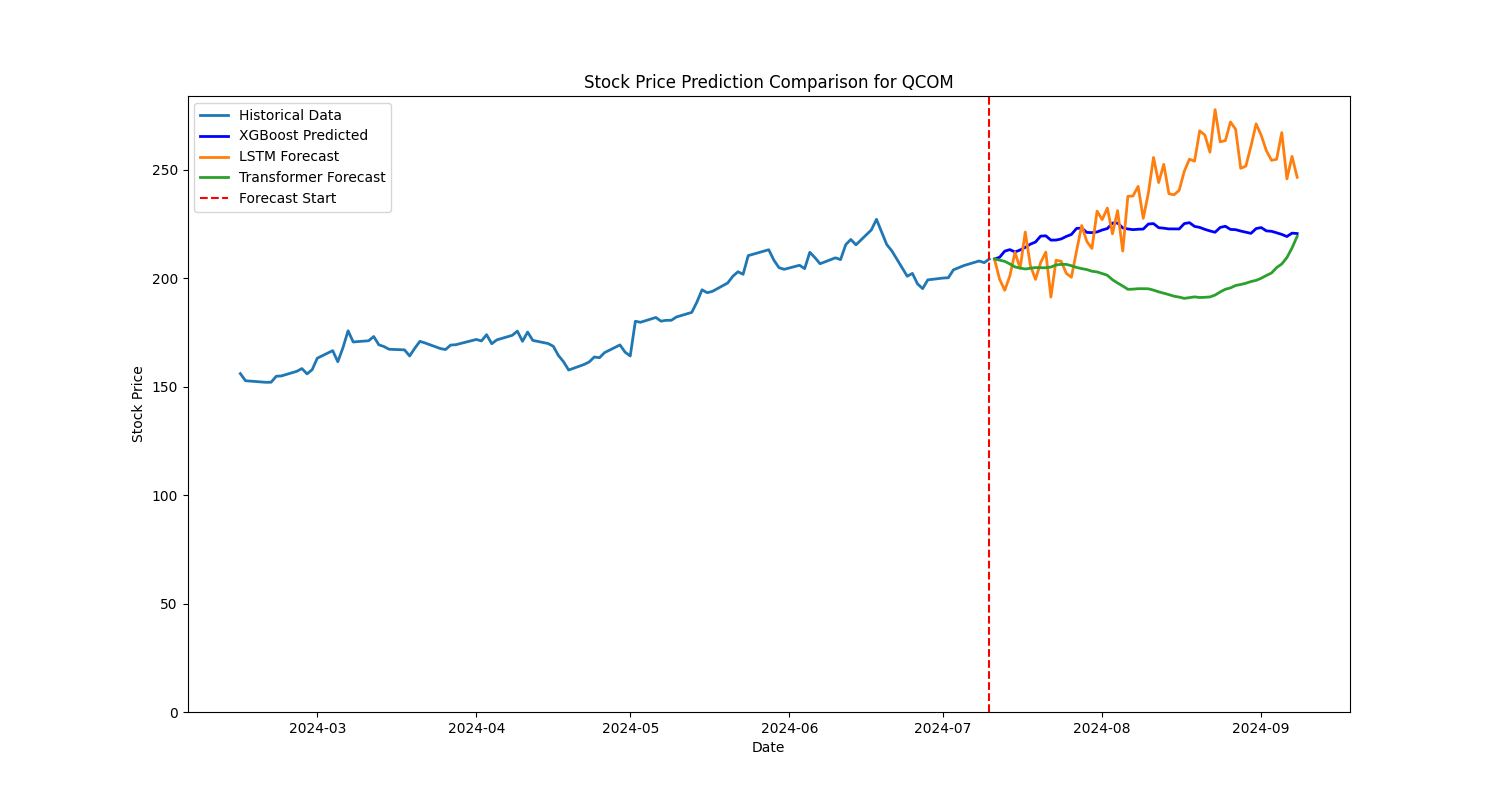 Stock Price Prediction Comparison for QCOM
Historical Data
XGBoost Predicted
LSTM Forecast
Transformer Forecast
Forecast Start
Stock Price
250
200
150
100
50
0
2024-03 2024-04 2024-05 2024-06 2024-07 2024-08 2024-09
Date